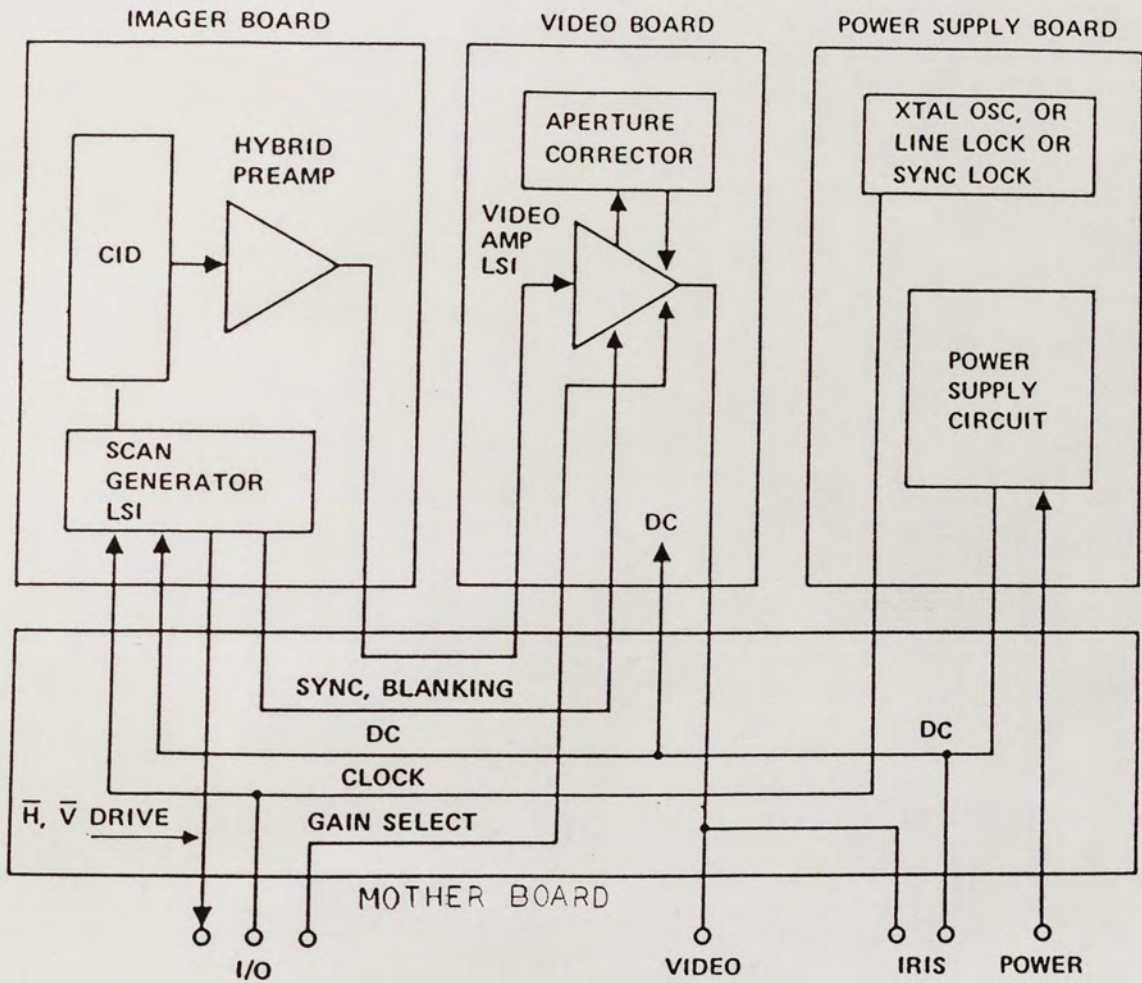 IMAGER BOARD
VIDEO BOARD
POWER SUPPLY BOARD
HYBRID
PREAMP
CID
SCAN
GENERATOR
LSI
APERTURE
CORRECTOR
VIDEO
AMP
LSI
DC
XTAL OSC, OR
LINE LOCK OR
SYNC LOCK
POWER
SUPPLY
CIRCUIT
SYNC, BLANKING
DC
DC
CLOCK
H̅, V̅ DRIVE
GAIN SELECT
MOTHER BOARD
I/O
VIDEO
IRIS
POWER